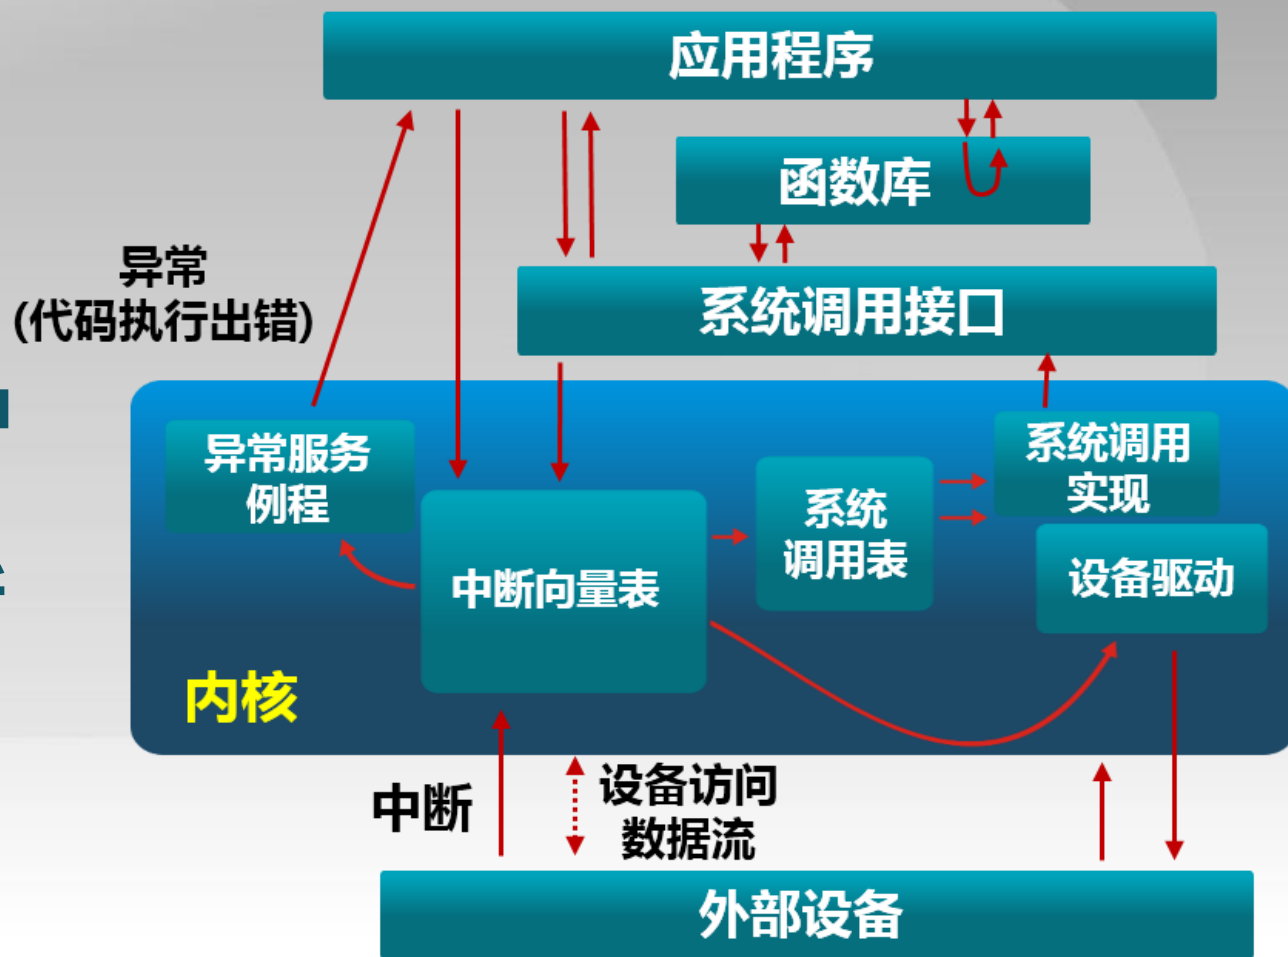 应用程序
函数库
异常
(代码执行出错)
系统调用接口
异常服务
例程
系统调用
实现
系统
调用表
中断向量表
设备驱动
内核
中断
设备访问
数据流
外部设备